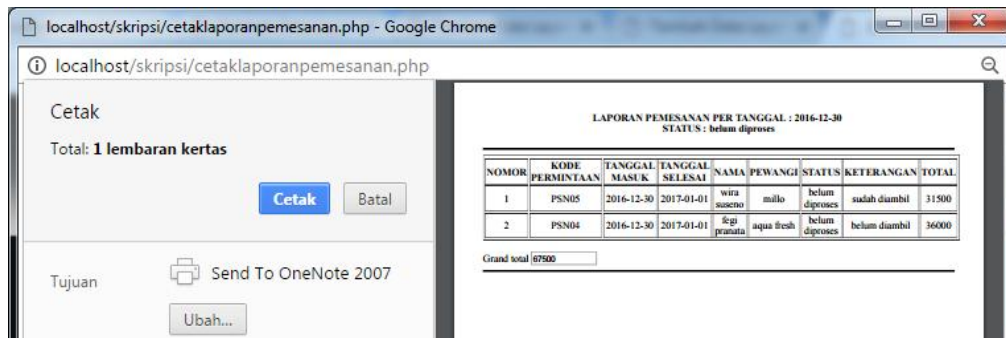 localhost/skripsi/cetaklaporanpemesanan.php - Google Chrome
localhost/skripsi/cetaklaporanpemesanan.php
Cetak
Total: 1 lembaran kertas
Cetak Batal
Tujuan Send To OneNote 2007
Ubah...
LAPORAN PEMESANAN PER TANGGAL : 2016-12-30
STATUS : belum diproses
NOMOR KODE PERMINTAAN TANGGAL MASUK TANGGAL SELESAI NAMA PEWANGI STATUS KETERANGAN TOTAL
1 PSN05 2016-12-30 2017-01-01 wira suseno millo belum diproses sudah diambil 31500
2 PSN04 2016-12-30 2017-01-01 fegi pranata aqua fresh belum diproses belum diambil 36000
Grand total 67500